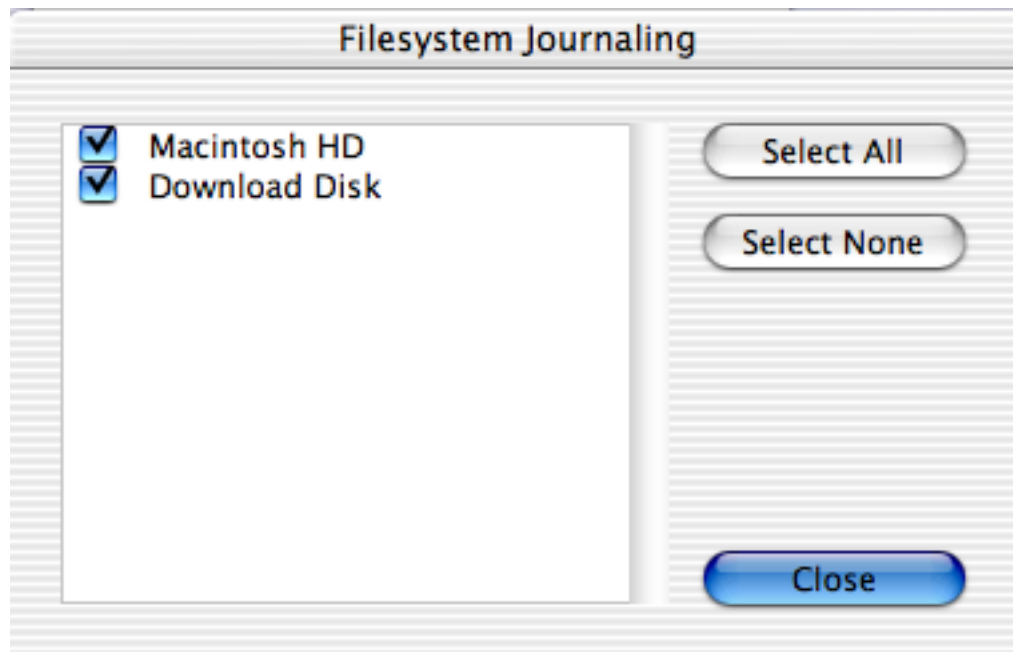 Filesystem Journaling
Macintosh HD
Download Disk
Select All
Select None
Close